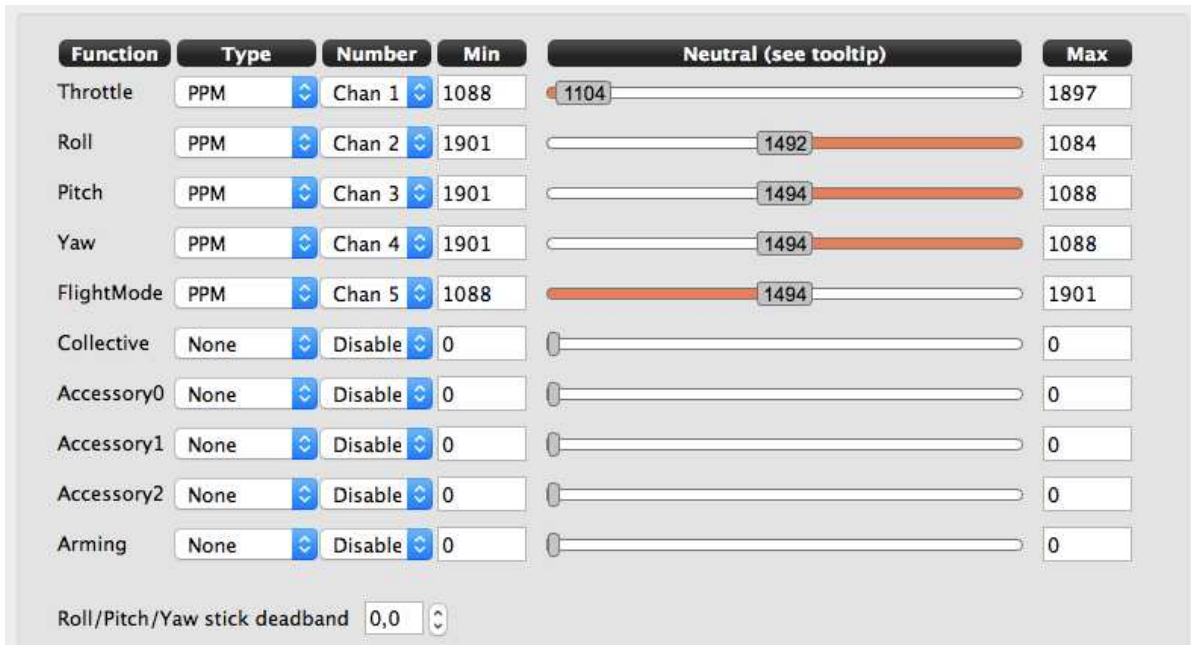 Function Type Number Min Neutral (see tooltip) Max
Throttle PPM Chan 1 1088 1104 1897
Roll PPM Chan 2 1901 1492 1084
Pitch PPM Chan 3 1901 1494 1088
Yaw PPM Chan 4 1901 1494 1088
FlightMode PPM Chan 5 1088 1494 1901
Collective None Disable 0 0
Accessory0 None Disable 0 0
Accessory1 None Disable 0 0
Accessory2 None Disable 0 0
Arming None Disable 0 0
Roll/Pitch/Yaw stick deadband 0,0